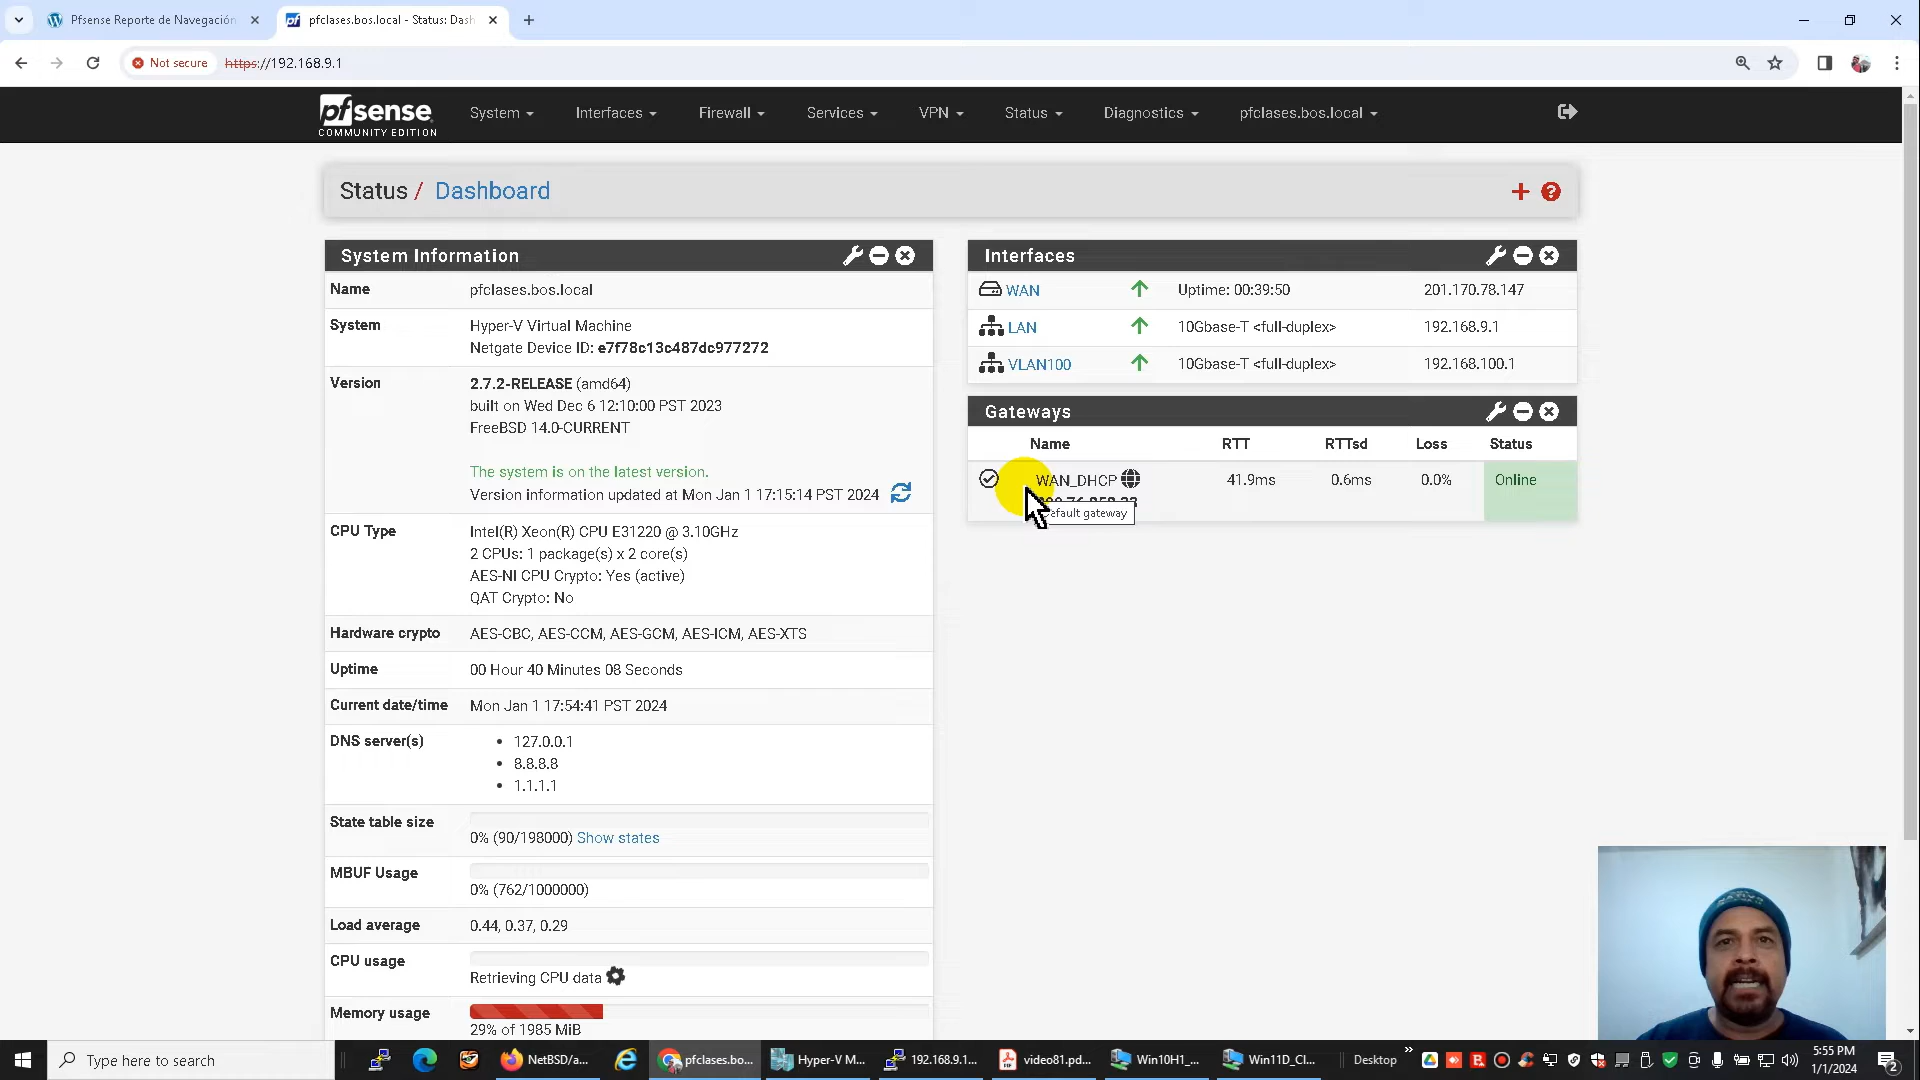 Pfsense Reporte de Navegación
pfclases.bos.local - Status: Dash
Not secure
https://192.168.9.1
pfsense
COMMUNITY EDITION
System
Interfaces
Firewall
Services
VPN
Status
Diagnostics
pfclases.bos.local
Status / Dashboard
System Information
Name
pfclases.bos.local
System
Hyper-V Virtual Machine
Netgate Device ID: e7f78c13c487dc977272
Version
2.7.2-RELEASE (amd64)
built on Wed Dec 6 12:10:00 PST 2023
FreeBSD 14.0-CURRENT
The system is on the latest version.
Version information updated at Mon Jan 1 17:15:14 PST 2024
CPU Type
Intel(R) Xeon(R) CPU E31220 @ 3.10GHz
2 CPUs: 1 package(s) x 2 core(s)
AES-NI CPU Crypto: Yes (active)
QAT Crypto: No
Hardware crypto
AES-CBC, AES-CCM, AES-GCM, AES-ICM, AES-XTS
Uptime
00 Hour 40 Minutes 08 Seconds
Current date/time
Mon Jan 1 17:54:41 PST 2024
DNS server(s)
127.0.0.1
8.8.8.8
1.1.1.1
State table size
0% (90/198000) Show states
MBUF Usage
0% (762/1000000)
Load average
0.44, 0.37, 0.29
CPU usage
Retrieving CPU data
Memory usage
29% of 1985 MiB
Interfaces
WAN
Uptime: 00:39:50
201.170.78.147
LAN
10Gbase-T <full-duplex>
192.168.9.1
VLAN100
10Gbase-T <full-duplex>
192.168.100.1
Gateways
Name RTT RTTsd Loss Status
WAN_DHCP 41.9ms 0.6ms 0.0% Online
efault gateway
Type here to search
NetBSD/a...
pfclases.bo...
Hyper-V M...
192.168.9.1...
video81.pd...
Win10H1_...
Win11D_Cl...
Desktop
5:55 PM
1/1/2024
2